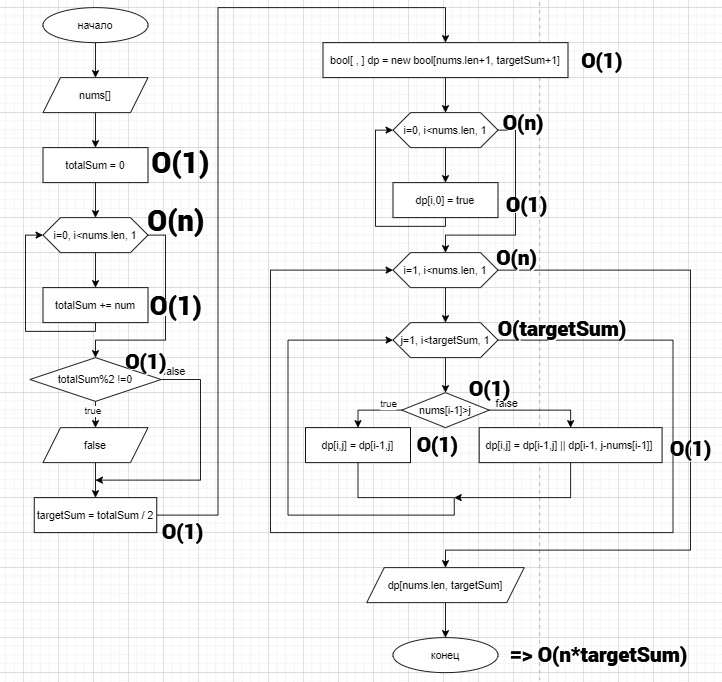 начало
nums[]
totalSum = 0
O(1)
O(n)
i=0, i<nums.len, 1
totalSum += num
O(1)
O(1)
totalSum%2 !=0
alse
true
false
targetSum = totalSum / 2
O(1)
bool[ , ] dp = new bool[nums.len+1, targetSum+1]
O(1)
i=0, i<nums.len, 1
O(n)
dp[i,0] = true
O(1)
i=1, i<nums.len, 1
O(n)
j=1, i<targetSum, 1
O(targetSum)
O(1)
true
nums[i-1]>j
false
dp[i,j] = dp[i-1,j]
O(1)
dp[i,j] = dp[i-1,j] || dp[i-1, j-nums[i-1]]
O(1)
dp[nums.len, targetSum]
конец
=> O(n*targetSum)